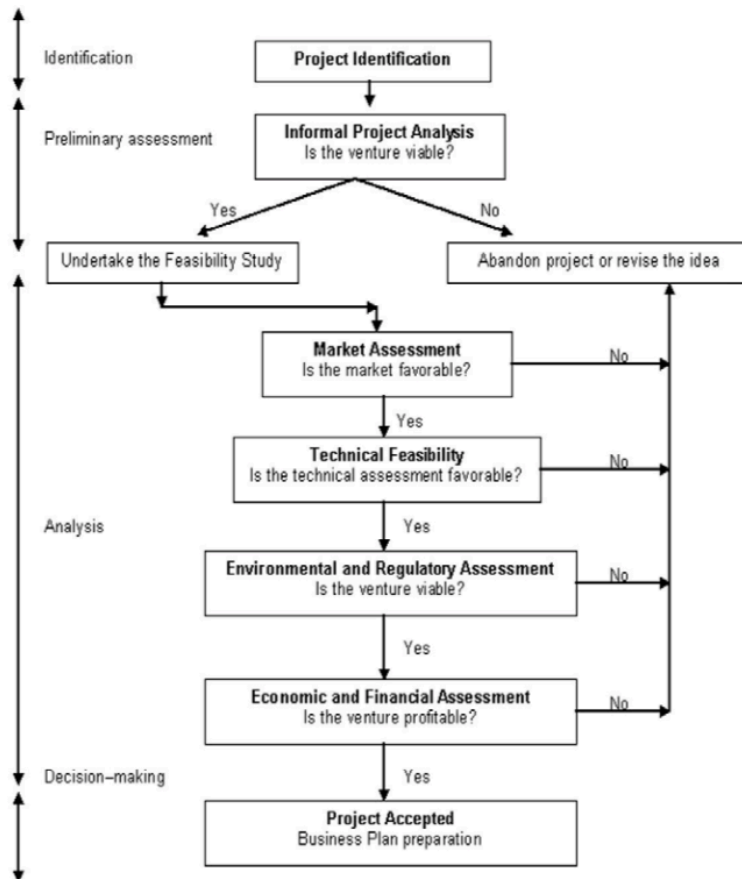 Identification
Project Identification
Preliminary assessment
Informal Project Analysis
Is the venture viable?
Yes
No
Undertake the Feasibility Study
Abandon project or revise the idea
Market Assessment
Is the market favorable?
No
Yes
Technical Feasibility
Is the technical assessment favorable?
No
Analysis
Yes
Environmental and Regulatory Assessment
Is the venture viable?
No
Yes
Economic and Financial Assessment
Is the venture profitable?
No
Decision–making
Yes
Project Accepted
Business Plan preparation